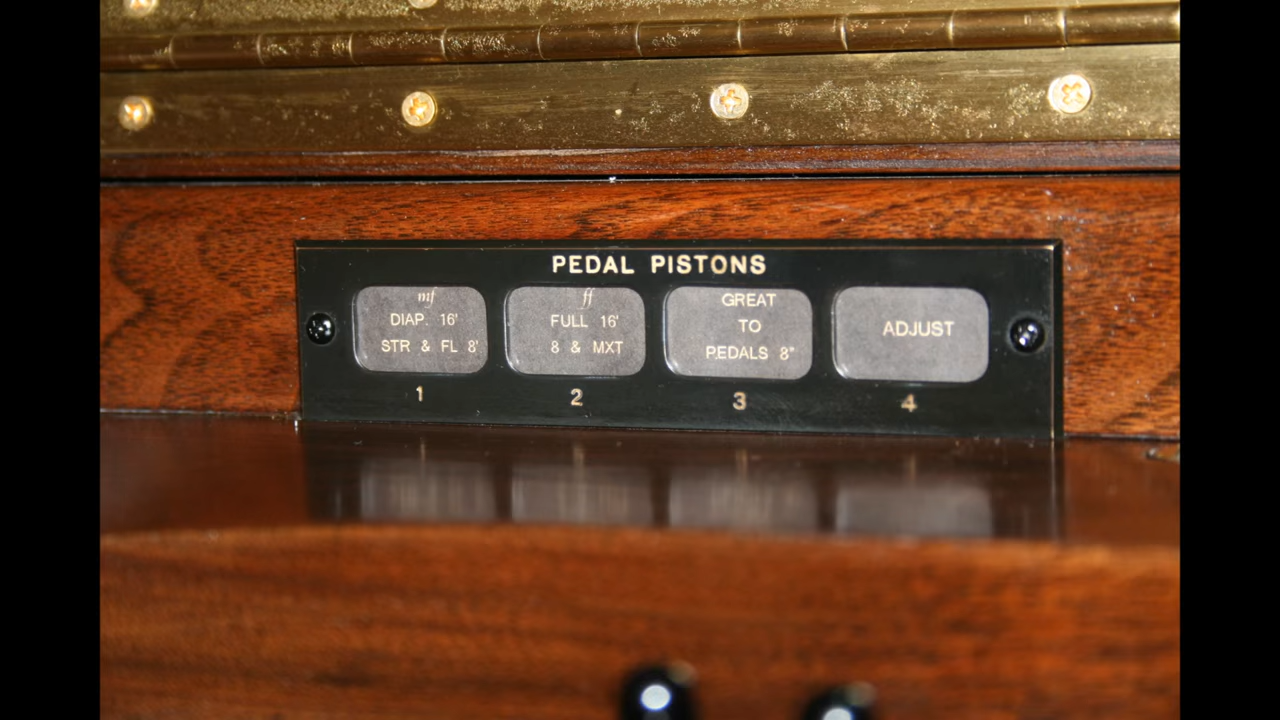 PEDAL PISTONS
mf
DIAP. 16'
STR & FL 8'
1
ff
FULL 16'
8 & MXT
2
GREAT
TO
PEDALS 8"
3
ADJUST
4